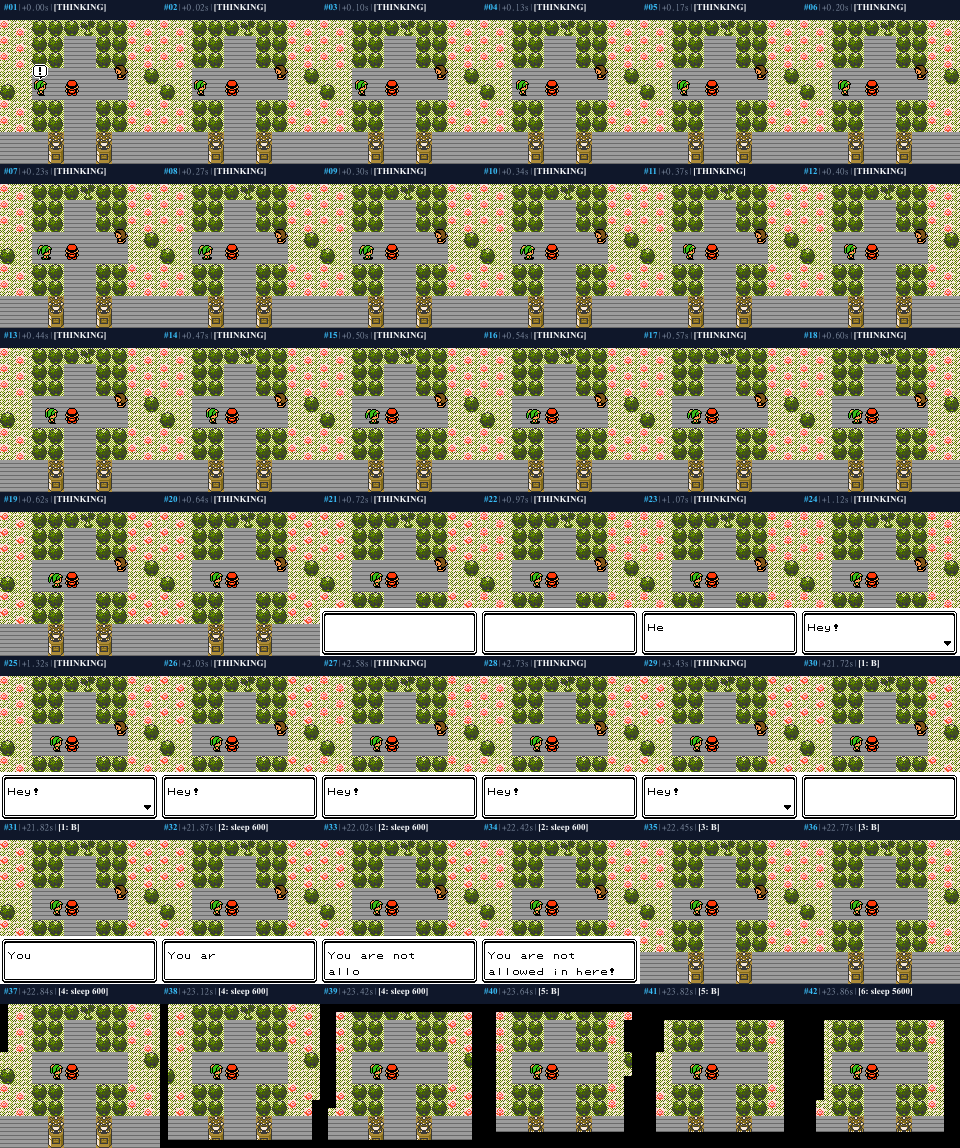 #01|+0.00s|[THINKING]
#02|+0.02s|[THINKING]
#03|+0.10s|[THINKING]
#04|+0.13s|[THINKING]
#05|+0.17s|[THINKING]
#06|+0.20s|[THINKING]
!
#07|+0.23s|[THINKING]
#08|+0.27s|[THINKING]
#09|+0.30s|[THINKING]
#10|+0.34s|[THINKING]
#11|+0.37s|[THINKING]
#12|+0.40s|[THINKING]
#13|+0.44s|[THINKING]
#14|+0.47s|[THINKING]
#15|+0.50s|[THINKING]
#16|+0.54s|[THINKING]
#17|+0.57s|[THINKING]
#18|+0.60s|[THINKING]
#19|+0.62s|[THINKING]
#20|+0.64s|[THINKING]
#21|+0.72s|[THINKING]
#22|+0.97s|[THINKING]
#23|+1.07s|[THINKING]
#24|+1.12s|[THINKING]
He
Hey!
#25|+1.32s|[THINKING]
#26|+2.03s|[THINKING]
#27|+2.58s|[THINKING]
#28|+2.73s|[THINKING]
#29|+3.43s|[THINKING]
#30|+21.72s|[1: B]
Hey!
Hey!
Hey!
Hey!
Hey!
#31|+21.82s|[1: B]
#32|+21.87s|[2: sleep 600]
#33|+22.02s|[2: sleep 600]
#34|+22.42s|[2: sleep 600]
#35|+22.45s|[3: B]
#36|+22.77s|[3: B]
You
You ar
You are not
allo
You are not
allowed in here!
#37|+22.84s|[4: sleep 600]
#38|+23.12s|[4: sleep 600]
#39|+23.42s|[4: sleep 600]
#40|+23.64s|[5: B]
#41|+23.82s|[5: B]
#42|+23.86s|[6: sleep 5600]